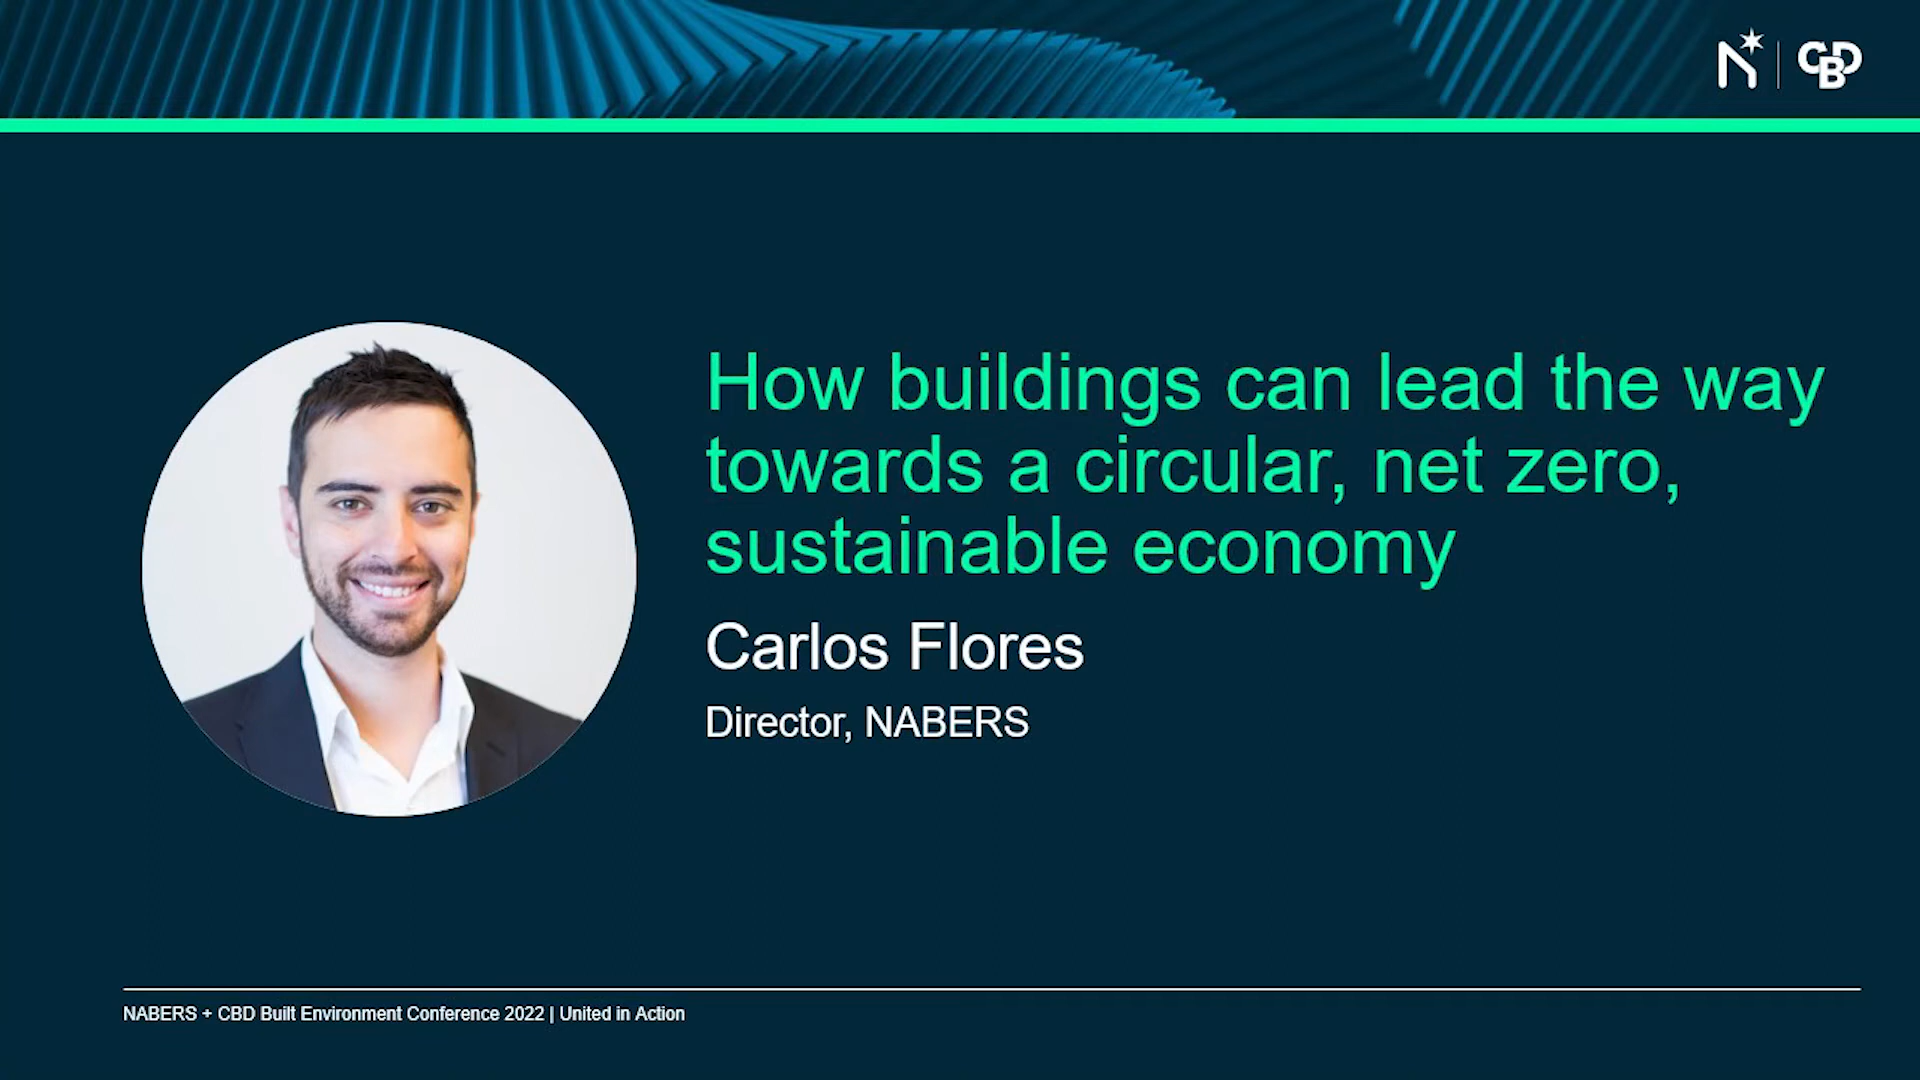 CBD
How buildings can lead the way
towards a circular, net zero,
sustainable economy
Carlos Flores
Director, NABERS
NABERS + CBD Built Environment Conference 2022 | United in Action